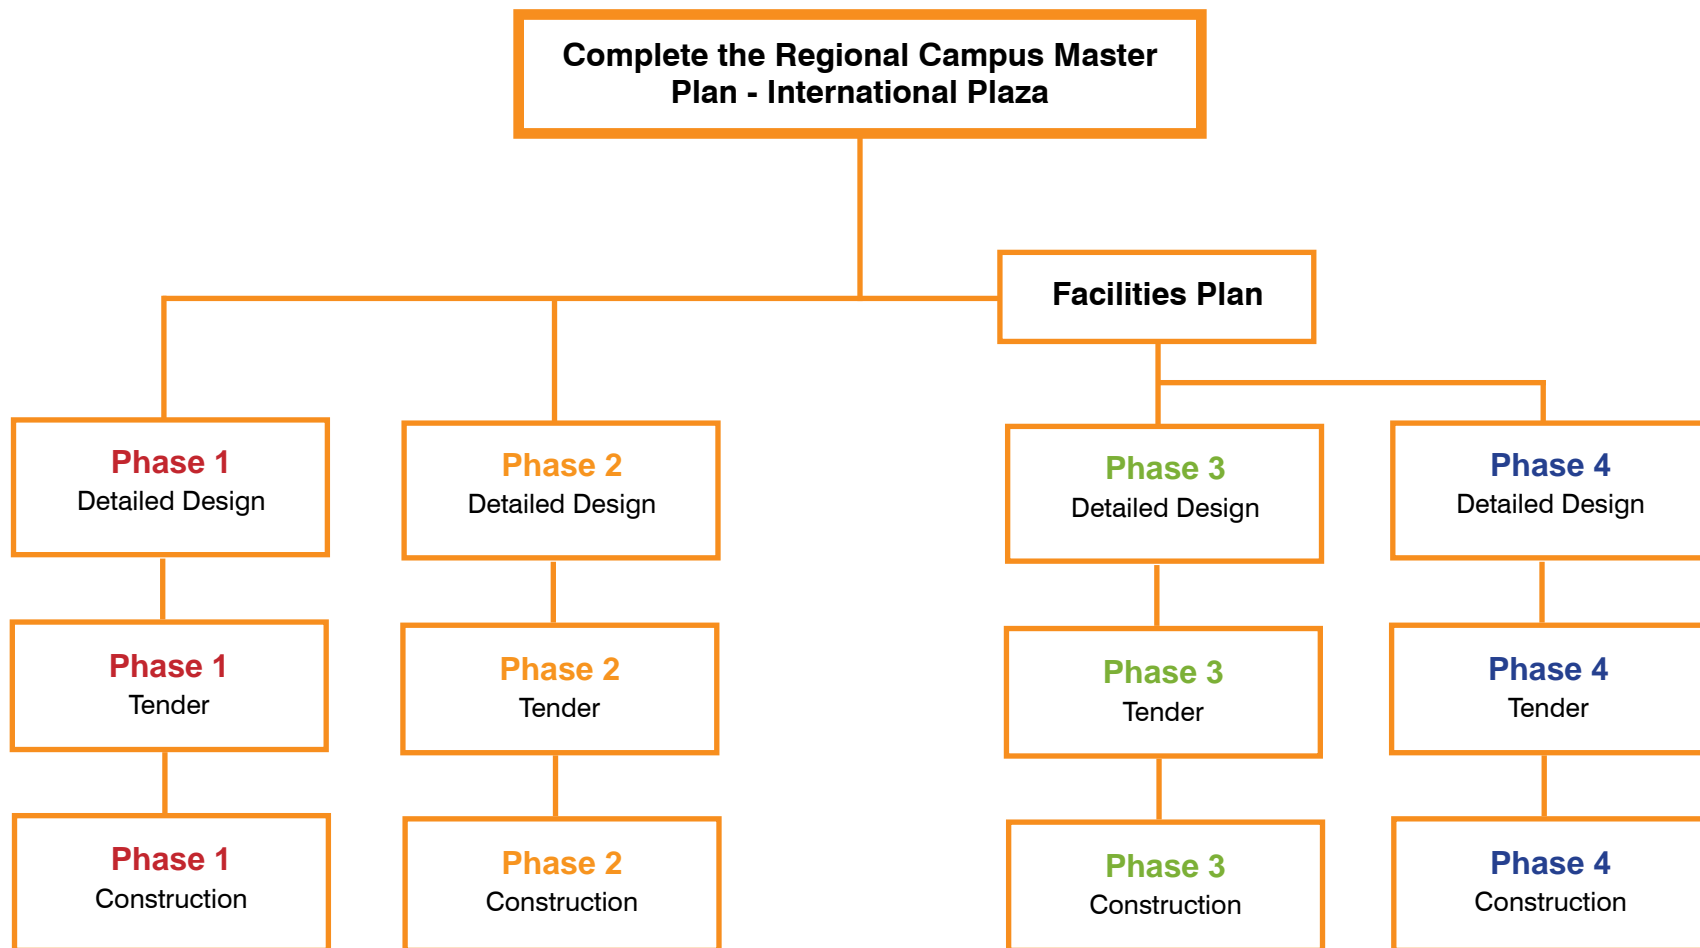 Complete the Regional Campus Master
Plan - International Plaza
Facilities Plan
Phase 1
Detailed Design
Phase 2
Detailed Design
Phase 3
Detailed Design
Phase 4
Detailed Design
Phase 1
Tender
Phase 2
Tender
Phase 3
Tender
Phase 4
Tender
Phase 1
Construction
Phase 2
Construction
Phase 3
Construction
Phase 4
Construction